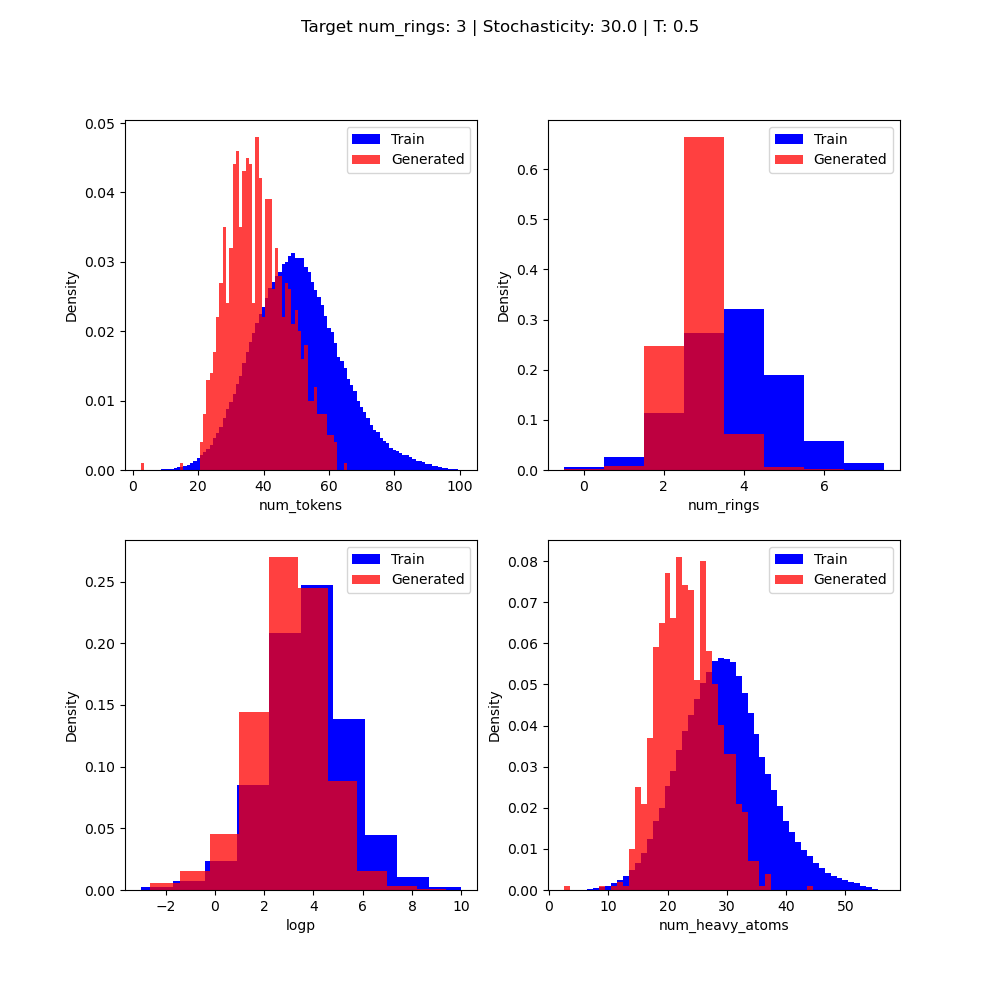 Target num_rings: 3 | Stochasticity: 30.0 | T: 0.5
0.05
0.04
0.03
0.02
0.01
0.00
Density
0 20 40 60 80 100
num_tokens
Train
Generated
0.6
0.5
0.4
0.3
0.2
0.1
0.0
Density
0 2 4 6
num_rings
Train
Generated
0.25
0.20
0.15
0.10
0.05
0.00
Density
−2 0 2 4 6 8 10
logp
Train
Generated
0.08
0.07
0.06
0.05
0.04
0.03
0.02
0.01
0.00
Density
0 10 20 30 40 50
num_heavy_atoms
Train
Generated